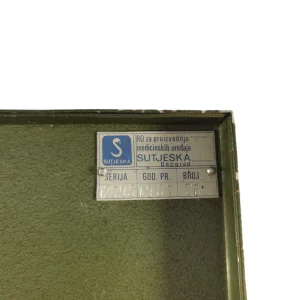 SUTJESKA
RO za proizvodnju
medicinskih uređaja
SUTJESKA
Beograd
SERIJA GOD. PR. BROJ